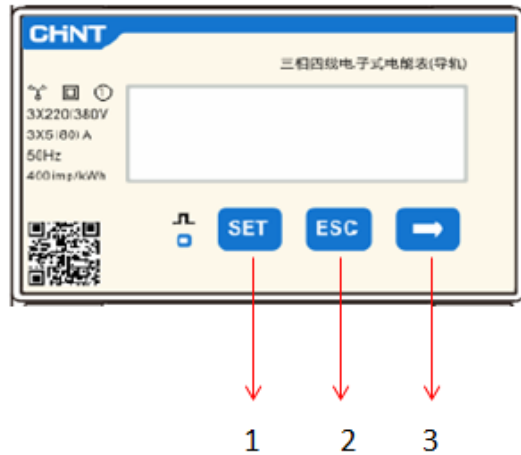 CHINT
三相四线电子式电能表(导轨)
3X220/380V
3X5(80)A
50Hz
400imp/kWh
SET ESC
1 2 3